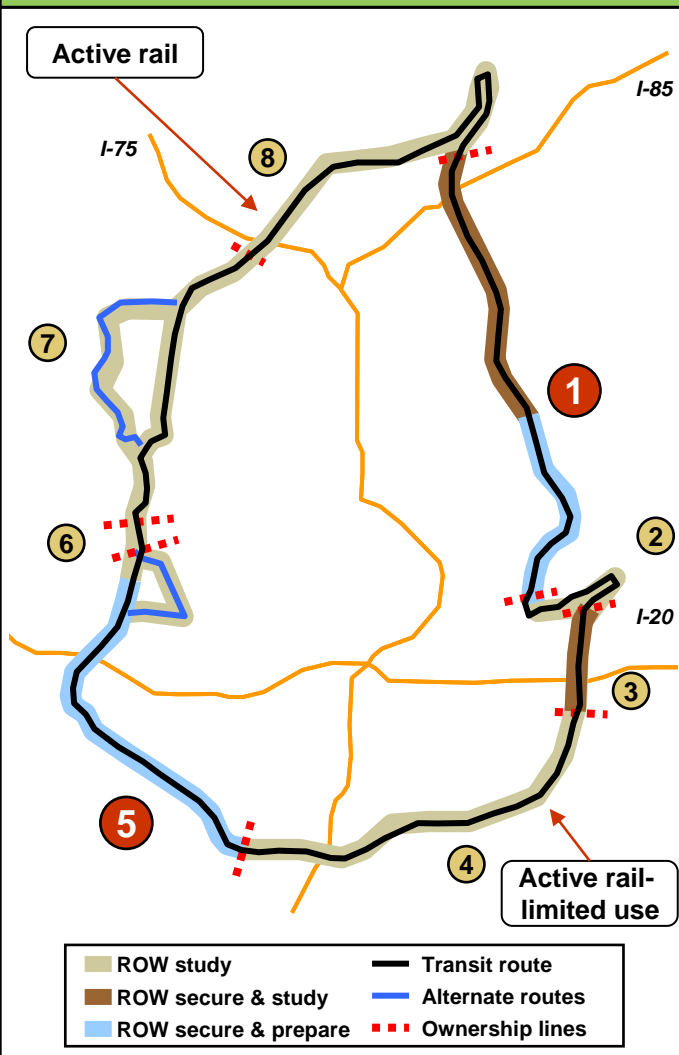 Active rail
I-85
I-75
8
7
1
2
6
I-20
3
5
4
Active rail-
limited use
ROW study
Transit route
ROW secure & study
Alternate routes
ROW secure & prepare
Ownership lines